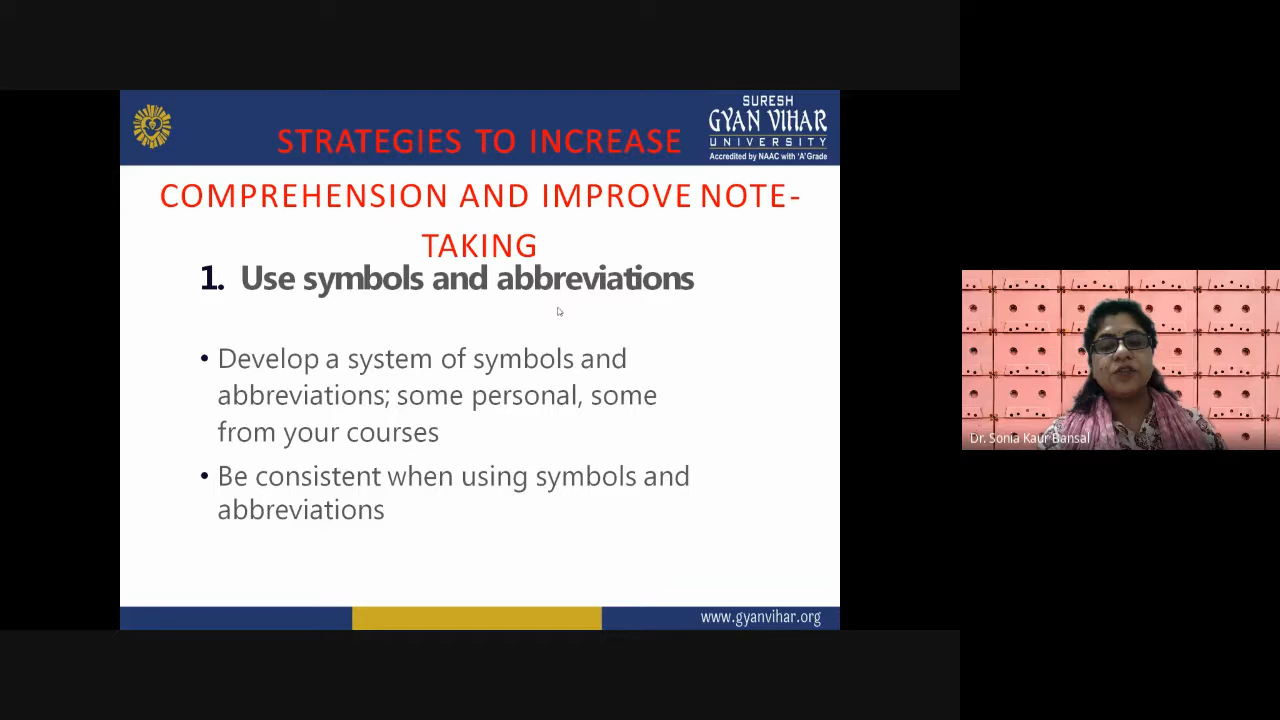 SURESH
GYAN VIHAR
UNIVERSITY
Accredited by NAAC with 'A' Grade
STRATEGIES TO INCREASE
COMPREHENSION AND IMPROVE NOTE-
TAKING
1. Use symbols and abbreviations
• Develop a system of symbols and
abbreviations; some personal, some
from your courses
• Be consistent when using symbols and
abbreviations
www.gyanvihar.org
Dr. Sonia Kaur Bansal